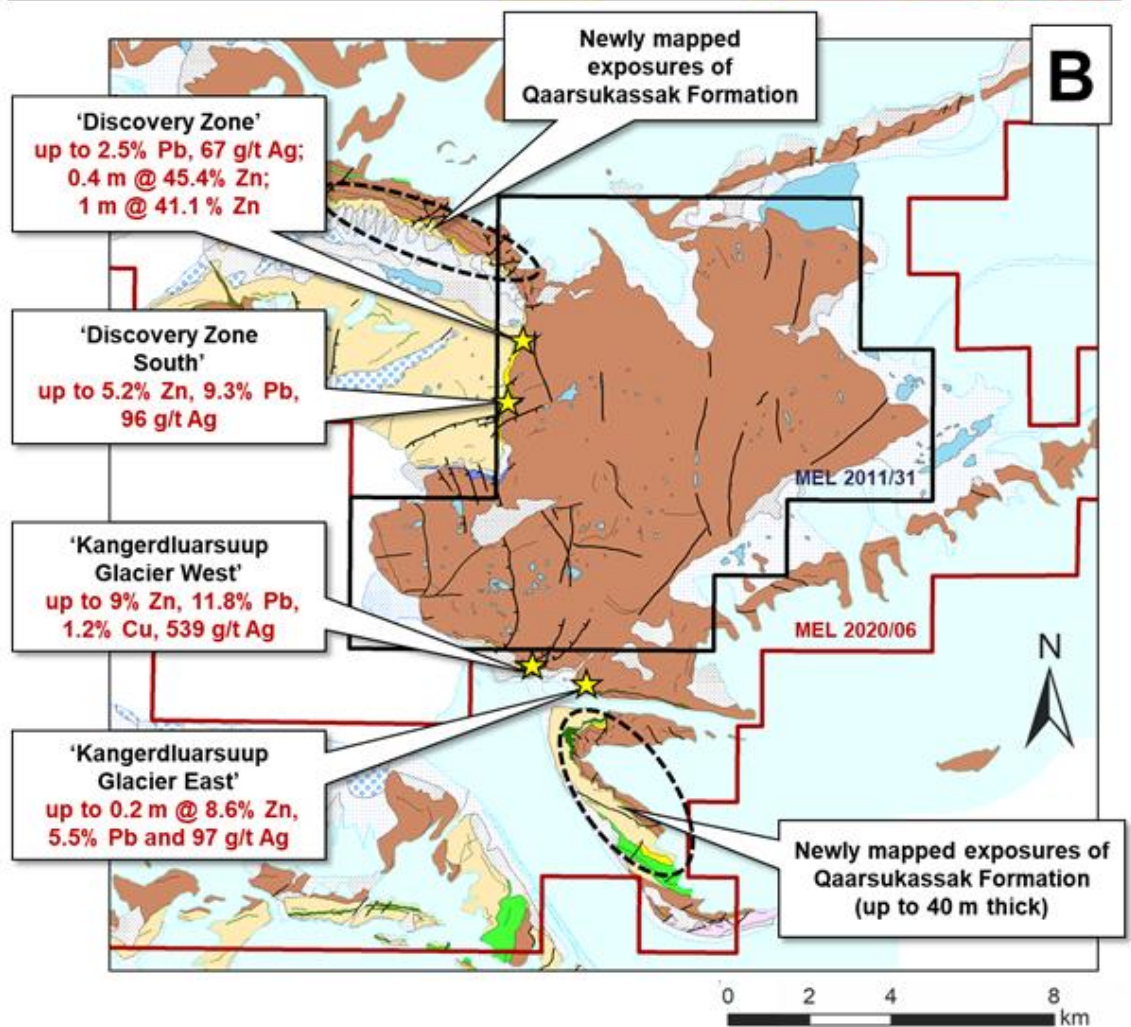 Newly mapped
exposures of
Qaarsukassak Formation
B
‘Discovery Zone’
up to 2.5% Pb, 67 g/t Ag;
0.4 m @ 45.4% Zn;
1 m @ 41.1 % Zn
‘Discovery Zone
South’
up to 5.2% Zn, 9.3% Pb,
96 g/t Ag
MEL 2011/31
‘Kangerdluarsuup
Glacier West’
up to 9% Zn, 11.8% Pb,
1.2% Cu, 539 g/t Ag
MEL 2020/06
N
‘Kangerdluarsuup
Glacier East’
up to 0.2 m @ 8.6% Zn,
5.5% Pb and 97 g/t Ag
Newly mapped exposures of
Qaarsukassak Formation
(up to 40 m thick)
0 2 4 8
km